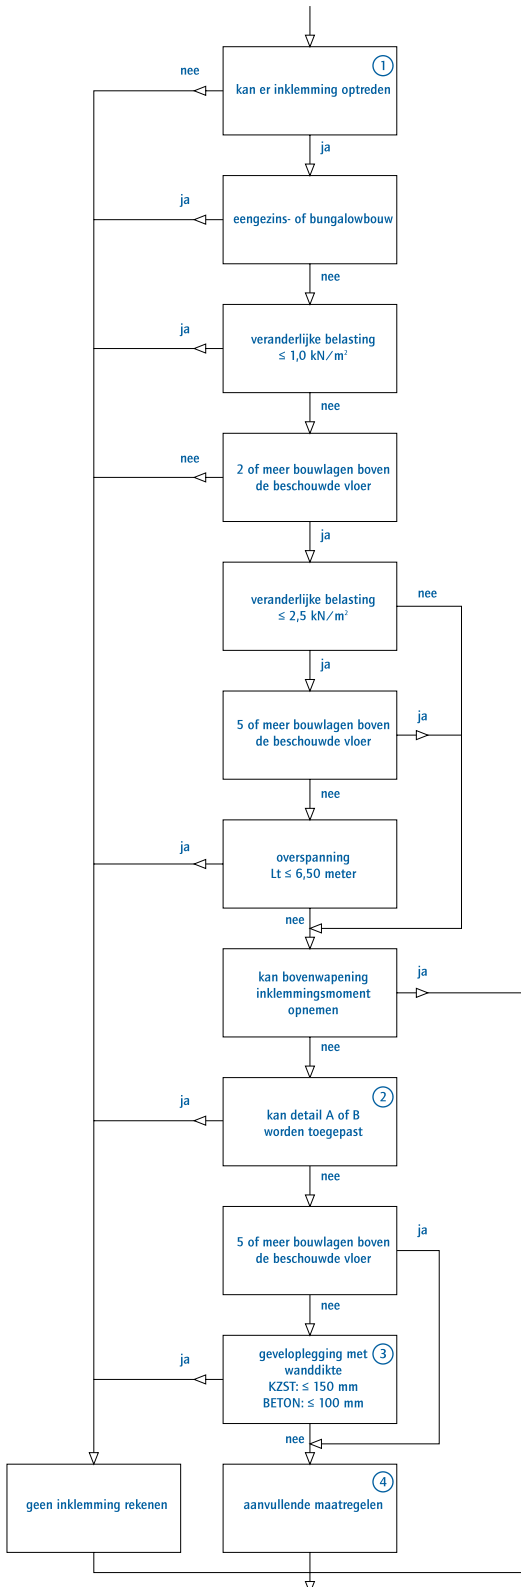 1
nee
kan er inklemming optreden
ja
ja
eengezins- of bungalowbouw
nee
ja
veranderlijke belasting
≤ 1,0 kN/m²
nee
nee
2 of meer bouwlagen boven
de beschouwde vloer
ja
veranderlijke belasting
≤ 2,5 kN/m²
nee
ja
5 of meer bouwlagen boven
de beschouwde vloer
ja
nee
ja
overspanning
Lt ≤ 6,50 meter
nee
kan bovenwapening
inklemmingsmoment
opnemen
ja
nee
2
ja
kan detail A of B
worden toegepast
nee
5 of meer bouwlagen boven
de beschouwde vloer
ja
nee
3
ja
geveloplegging met
wanddikte
KZST: ≤ 150 mm
BETON: ≤ 100 mm
nee
4
geen inklemming rekenen
aanvullende maatregelen